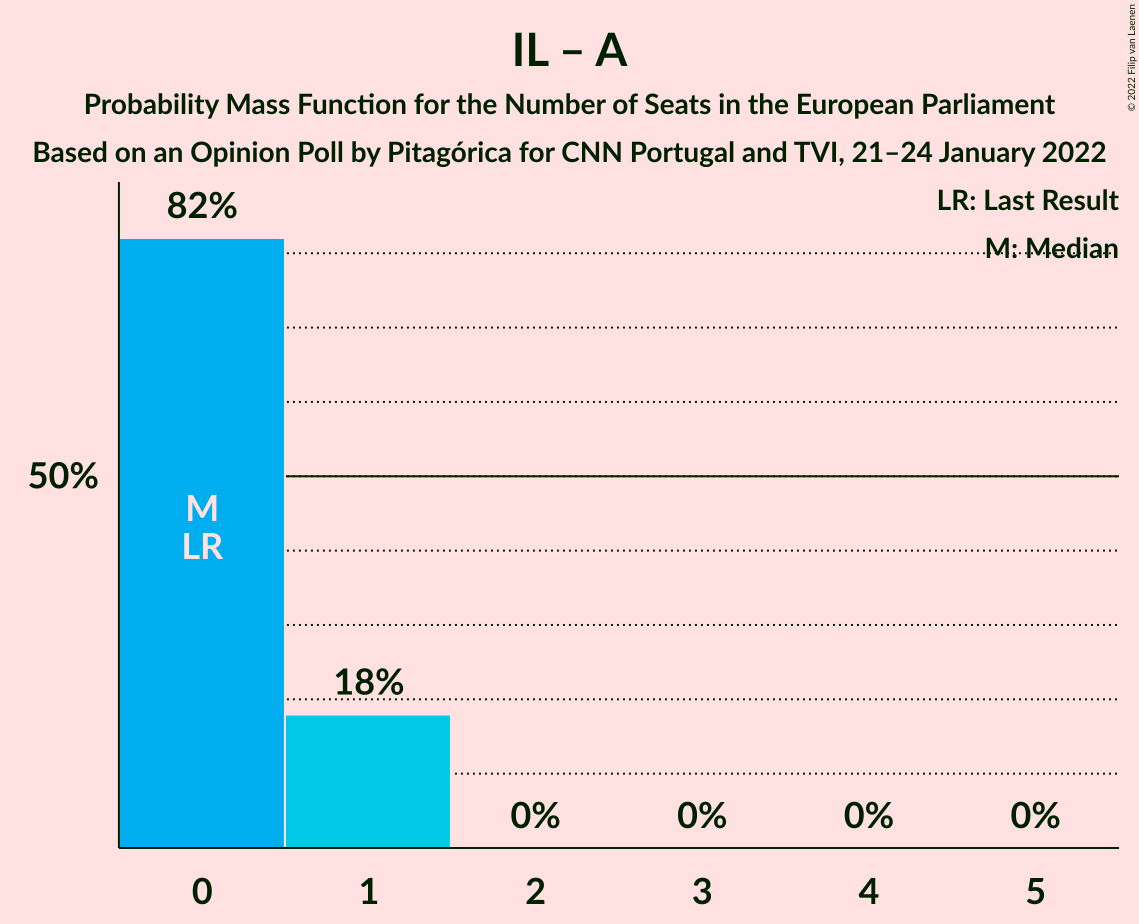 IL – A
Probability Mass Function for the Number of Seats in the European Parliament
Based on an Opinion Poll by Pitagórica for CNN Portugal and TVI, 21–24 January 2022
© 2022 Filip van Laenen
LR: Last Result
M: Median
82%
50%
M
LR
18%
0% 0% 0% 0%
0 1 2 3 4 5